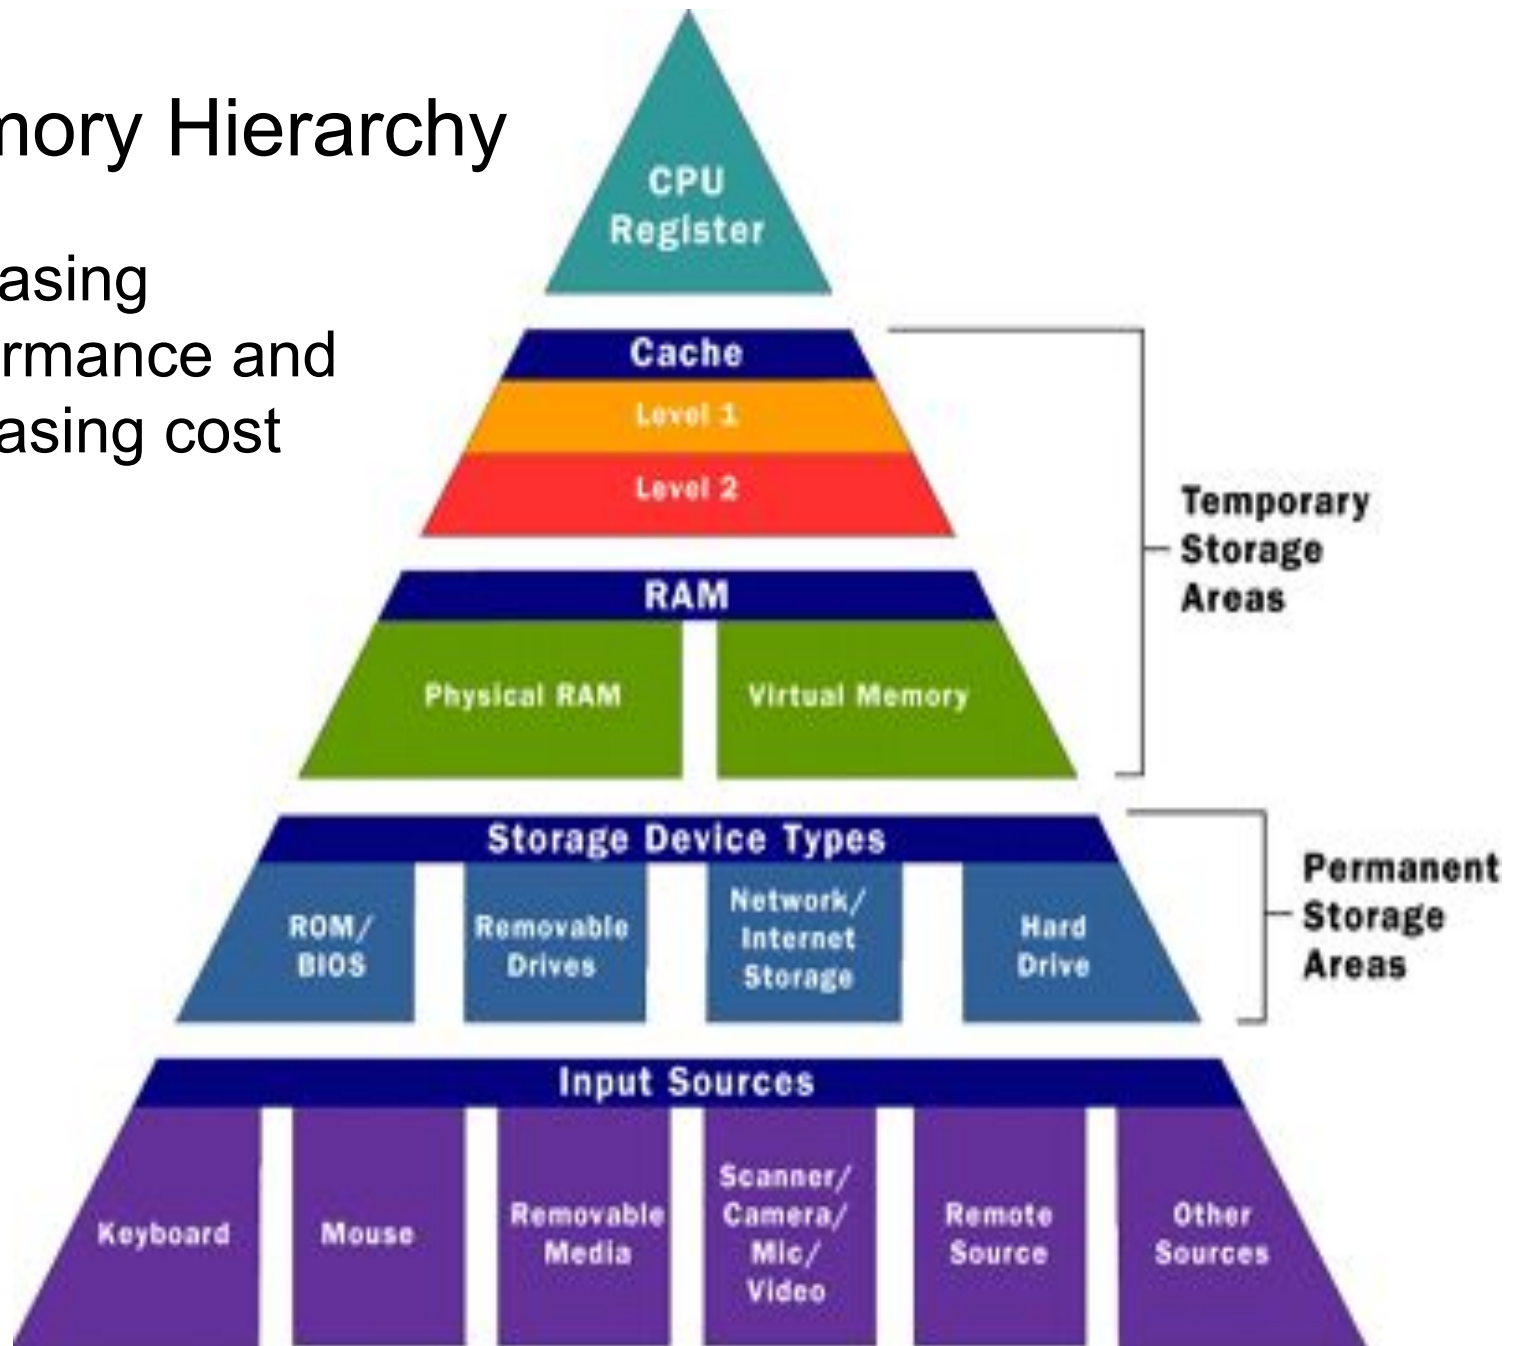 mory Hierarchy
asing
rmance and
asing cost
CPU
Register
Cache
Level 1
Level 2
RAM
Physical RAM
Virtual Memory
Temporary
Storage
Areas
Storage Device Types
ROM/
BIOS
Removable
Drives
Network/
Internet
Storage
Hard
Drive
Permanent
Storage
Areas
Input Sources
Keyboard
Mouse
Removable
Media
Scanner/
Camera/
Mic/
Video
Remote
Source
Other
Sources